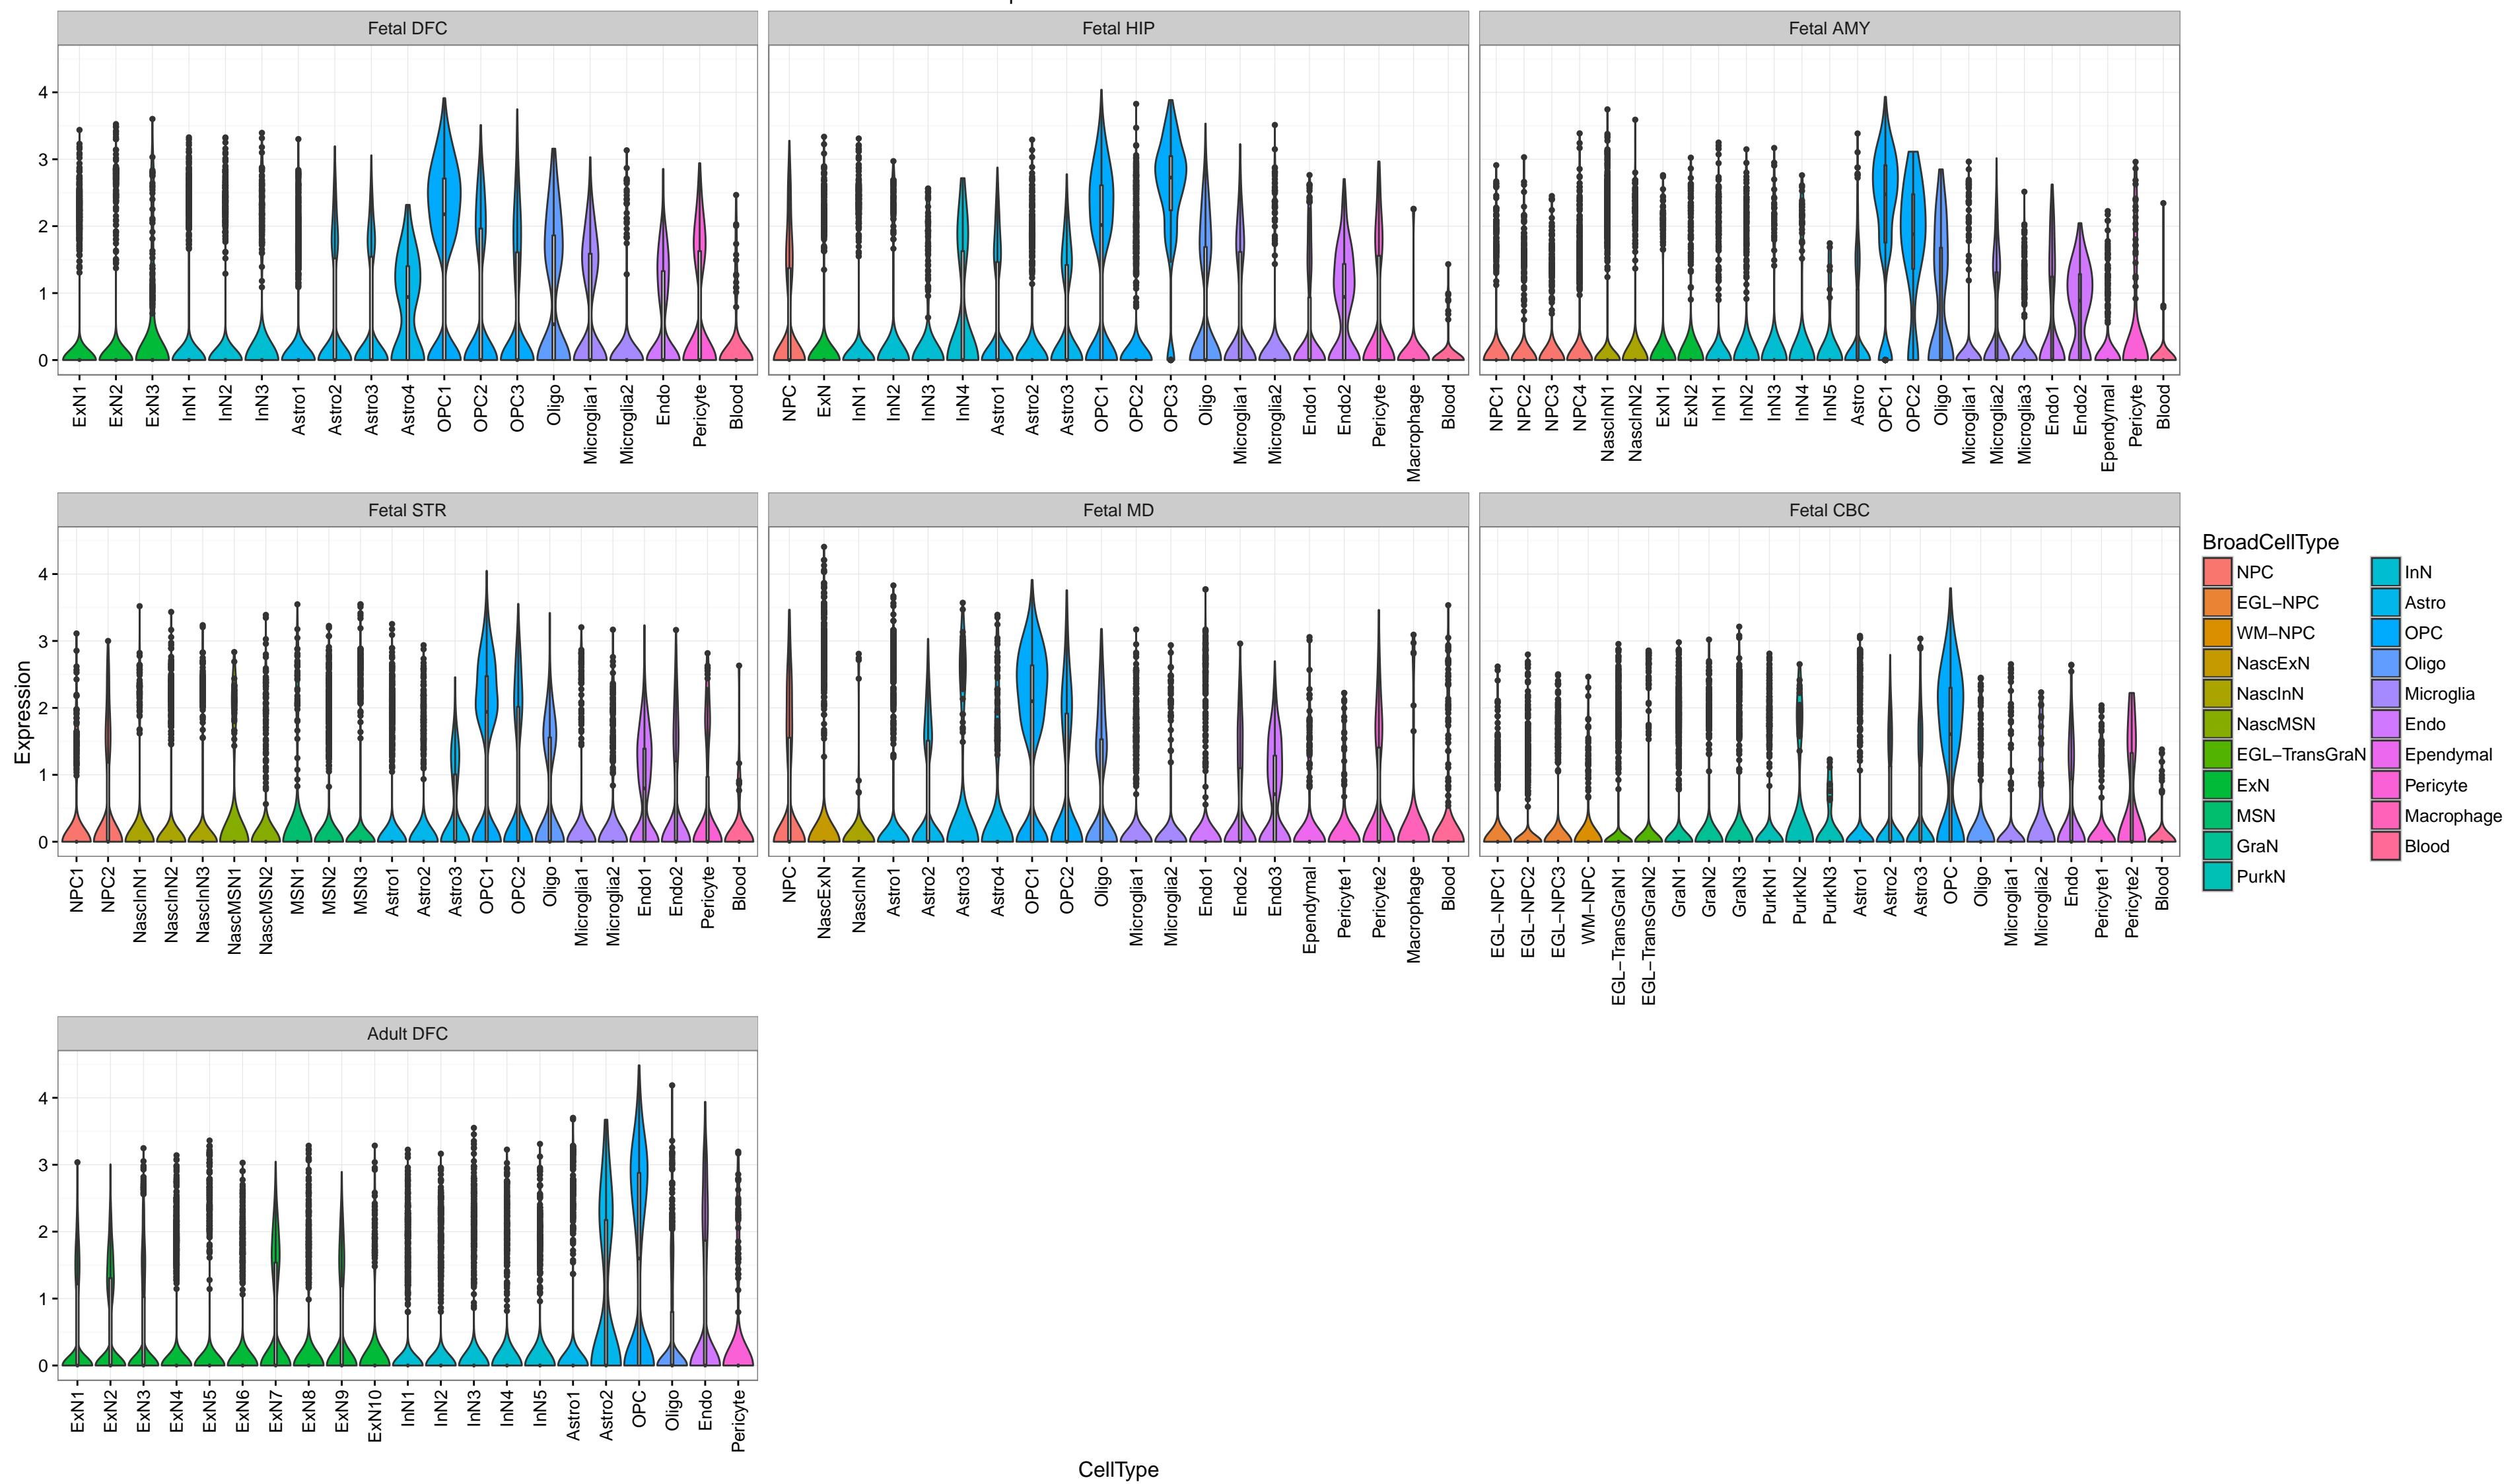 Fetal DFC
Fetal HIP
Fetal AMY
4
3
2
1
0
ExN1 ExN2 ExN3 InN1 InN2 InN3 Astro1 Astro2 Astro3 Astro4 OPC1 OPC2 OPC3 Oligo Microglia1 Microglia2 Endo Pericyte Blood
NPC ExN InN1 InN2 InN3 InN4 Astro1 Astro2 Astro3 OPC1 OPC2 OPC3 Oligo Microglia1 Microglia2 Endo1 Endo2 Pericyte Macrophage Blood
NPC1 NPC2 NPC3 NPC4 NascInN1 NascInN2 ExN1 ExN2 InN1 InN2 InN3 InN4 InN5 Astro OPC1 OPC2 Oligo Microglia1 Microglia2 Microglia3 Endo1 Endo2 Ependymal Pericyte Blood
Fetal STR
Fetal MD
Fetal CBC
Expression
4
3
2
1
0
NPC1 NPC2 NascInN1 NascInN2 NascInN3 NascMSN1 NascMSN2 MSN1 MSN2 MSN3 Astro1 Astro2 Astro3 OPC1 OPC2 Oligo Microglia1 Microglia2 Endo1 Endo2 Pericyte Blood
NPC NascExN NascInN Astro1 Astro2 Astro3 Astro4 OPC1 OPC2 Oligo Microglia1 Microglia2 Endo1 Endo2 Endo3 Ependymal Pericyte1 Pericyte2 Macrophage Blood
EGL−NPC1 EGL−NPC2 EGL−NPC3 WM−NPC EGL−TransGraN1 EGL−TransGraN2 GraN1 GraN2 GraN3 PurkN1 PurkN2 PurkN3 Astro1 Astro2 Astro3 OPC Oligo Microglia1 Microglia2 Endo Pericyte1 Pericyte2 Blood
BroadCellType
NPC
EGL−NPC
WM−NPC
NascExN
NascInN
NascMSN
EGL−TransGraN
ExN
MSN
GraN
PurkN
InN
Astro
OPC
Oligo
Microglia
Endo
Ependymal
Pericyte
Macrophage
Blood
Adult DFC
4
3
2
1
0
ExN1 ExN2 ExN3 ExN4 ExN5 ExN6 ExN7 ExN8 ExN9 ExN10 InN1 InN2 InN3 InN4 InN5 Astro1 Astro2 OPC Oligo Endo Pericyte
CellType